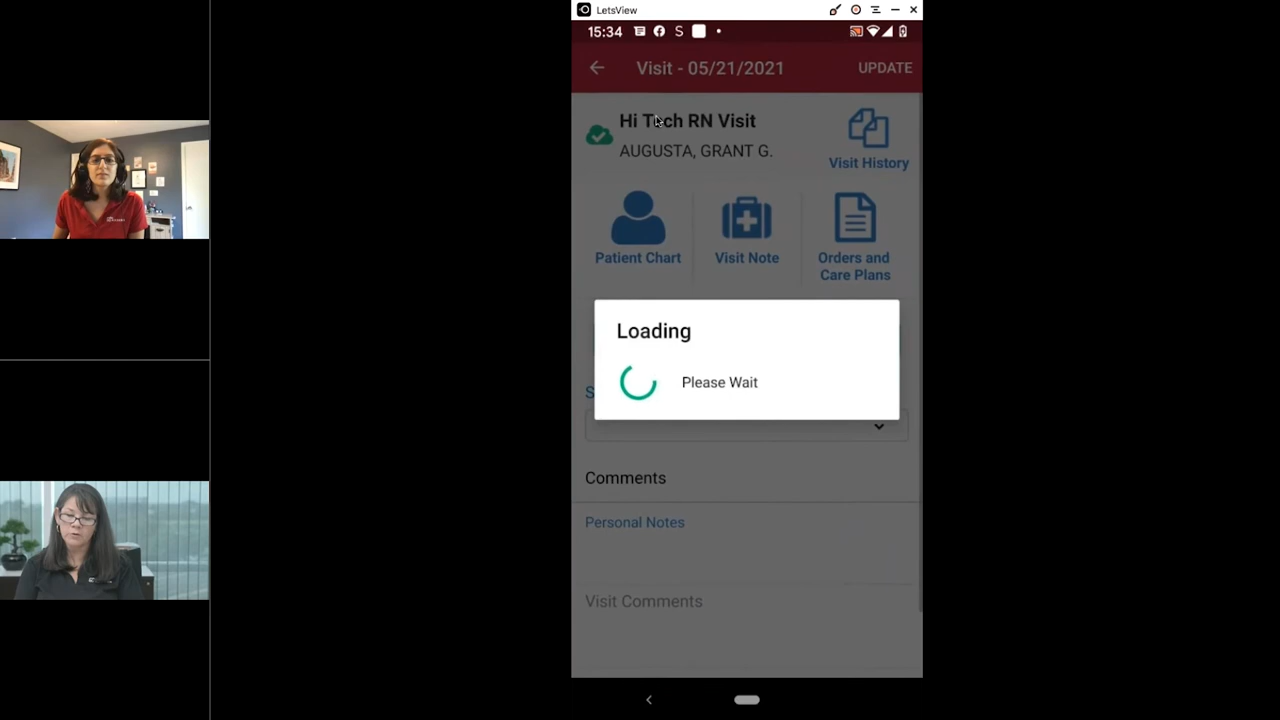 LetsView
15:34
Visit - 05/21/2021
UPDATE
Hi Tech RN Visit
AUGUSTA, GRANT G.
Visit History
Patient Chart
Visit Note
Orders and
Care Plans
Loading
Please Wait
S
Comments
Personal Notes
Visit Comments